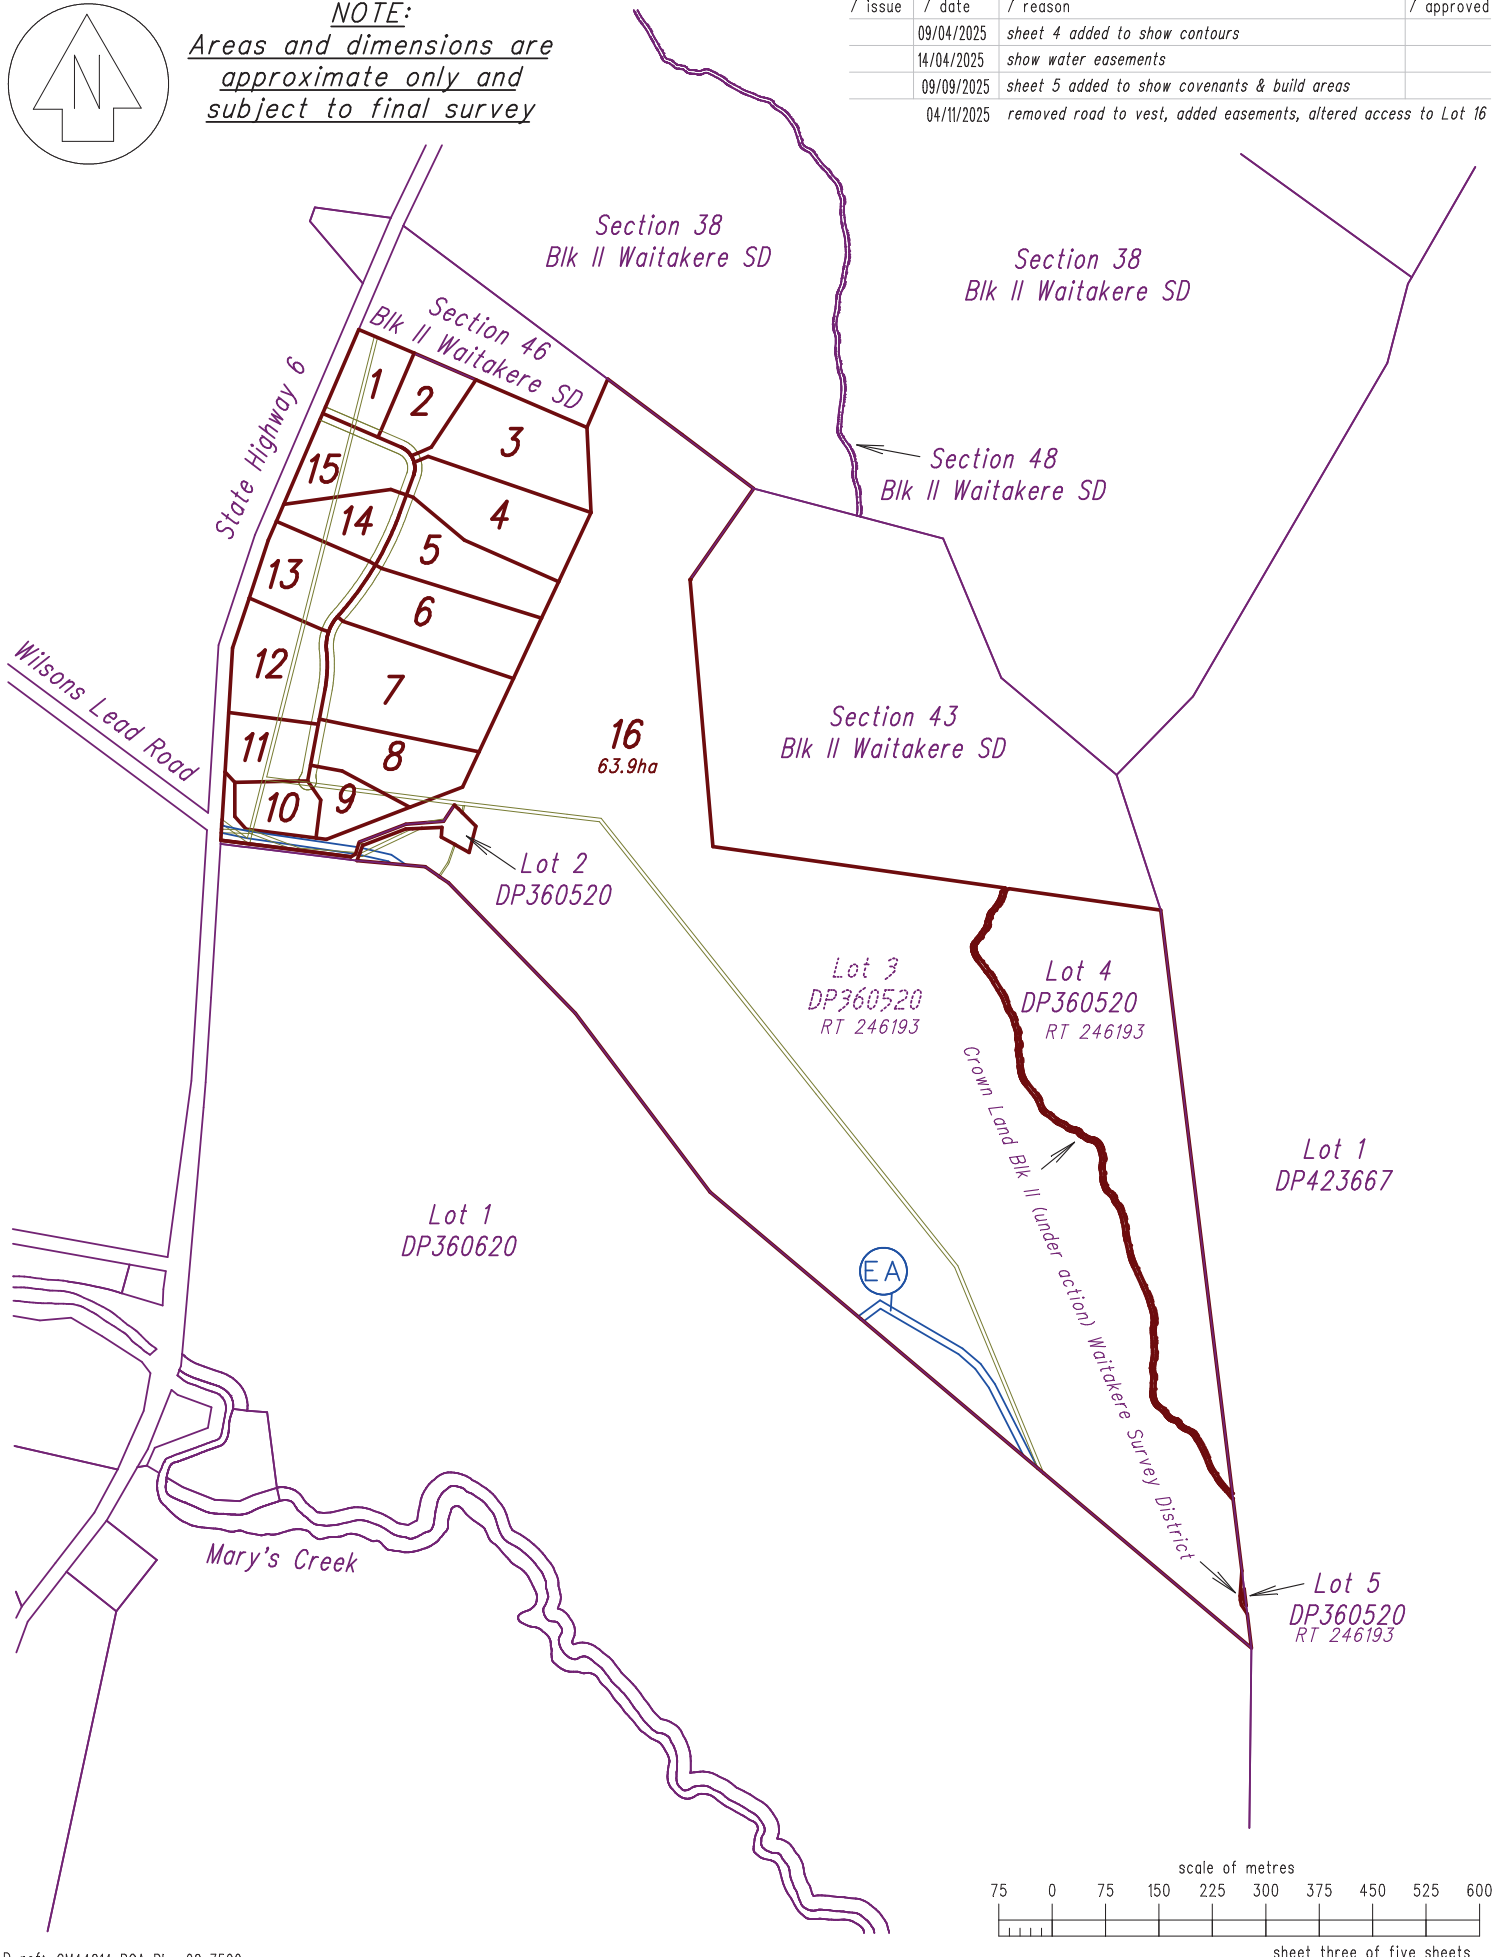 NOTE:
Areas and dimensions are
approximate only and
subject to final survey
N
/ issue / date / reason / approved
09/04/2025 sheet 4 added to show contours
14/04/2025 show water easements
09/09/2025 sheet 5 added to show covenants & build areas
04/11/2025 removed road to vest, added easements, altered access to Lot 16
Section 38
Blk II Waitakere SD
Section 38
Blk II Waitakere SD
Section 46
Blk II Waitakere SD
State Highway 6
1
2
3
15
14
4
5
13
6
12
7
11
8
10
9
Section 48
Blk II Waitakere SD
Wilsons Lead Road
16
63.9ha
Section 43
Blk II Waitakere SD
Lot 2
DP360520
Lot 3
DP360520
RT 246193
Lot 4
DP360520
RT 246193
Crown Land Blk II (under action) Waitakere Survey District
Lot 1
DP423667
Lot 1
DP360620
EA
Mary's Creek
Lot 5
DP360520
RT 246193
scale of metres
75 0 75 150 225 300 375 450 525 600
sheet three of five sheets